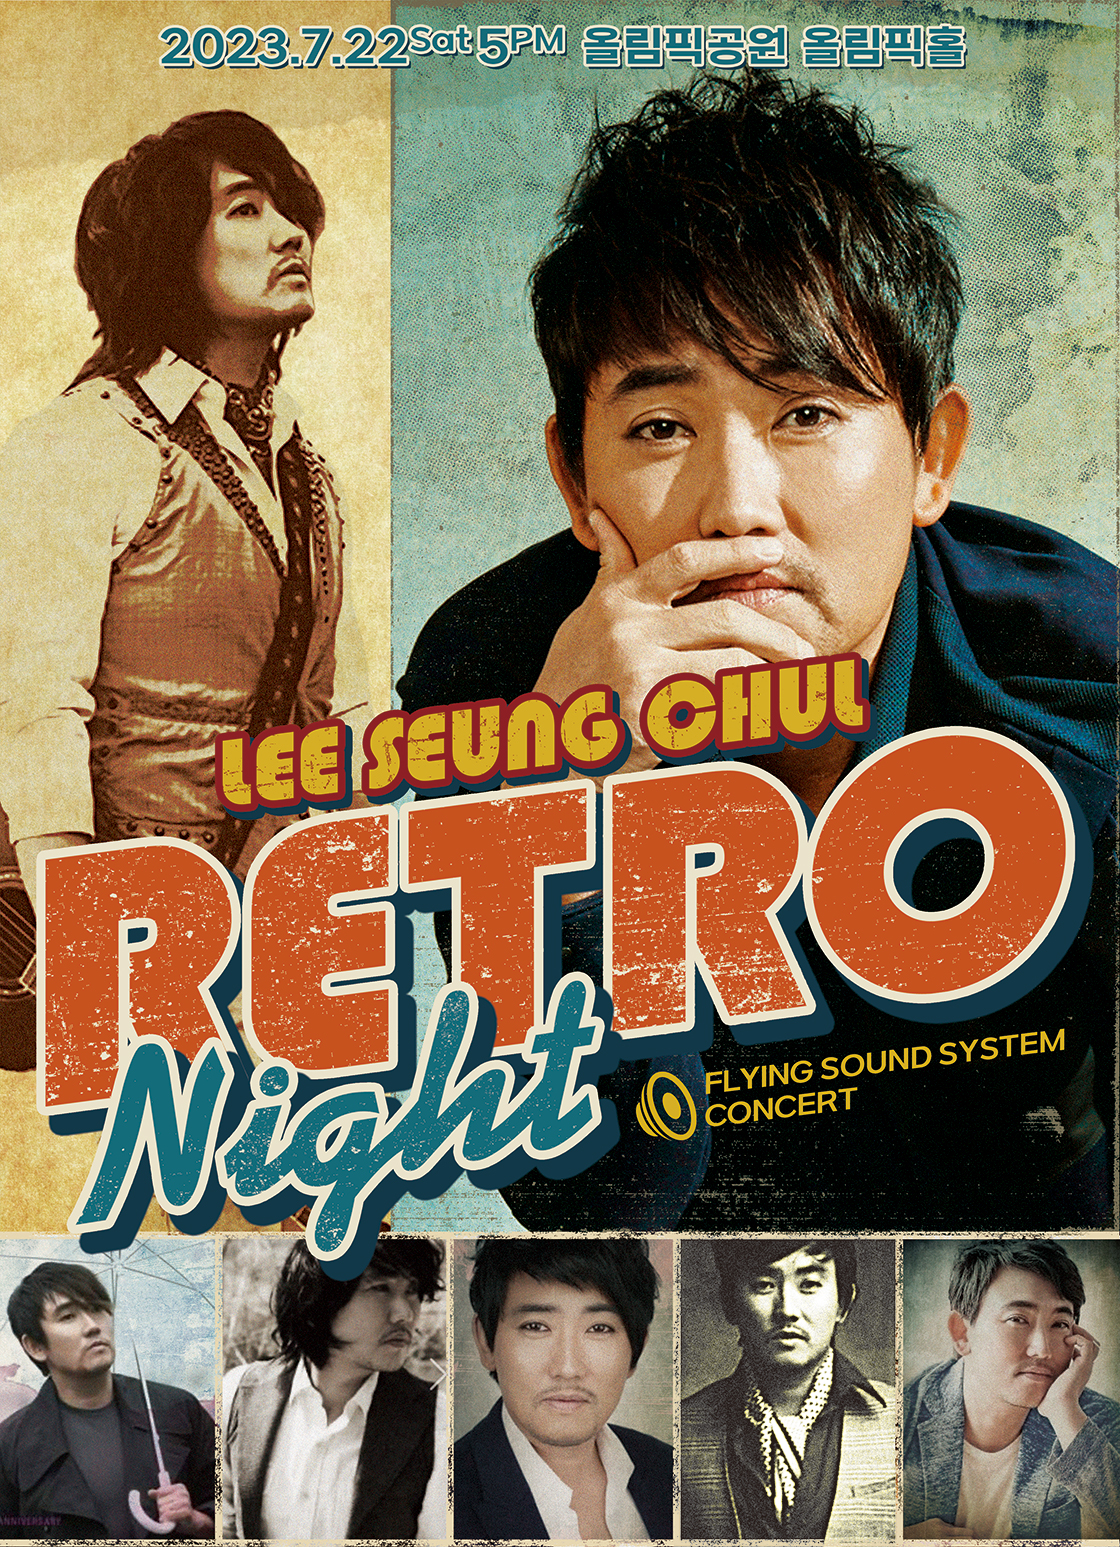 2023.7.22Sat 5PM 올림픽공원 올림픽홀
LEE SEUNG CHUL
RETRO
Night
FLYING SOUND SYSTEM
CONCERT
ANNIVERSARY